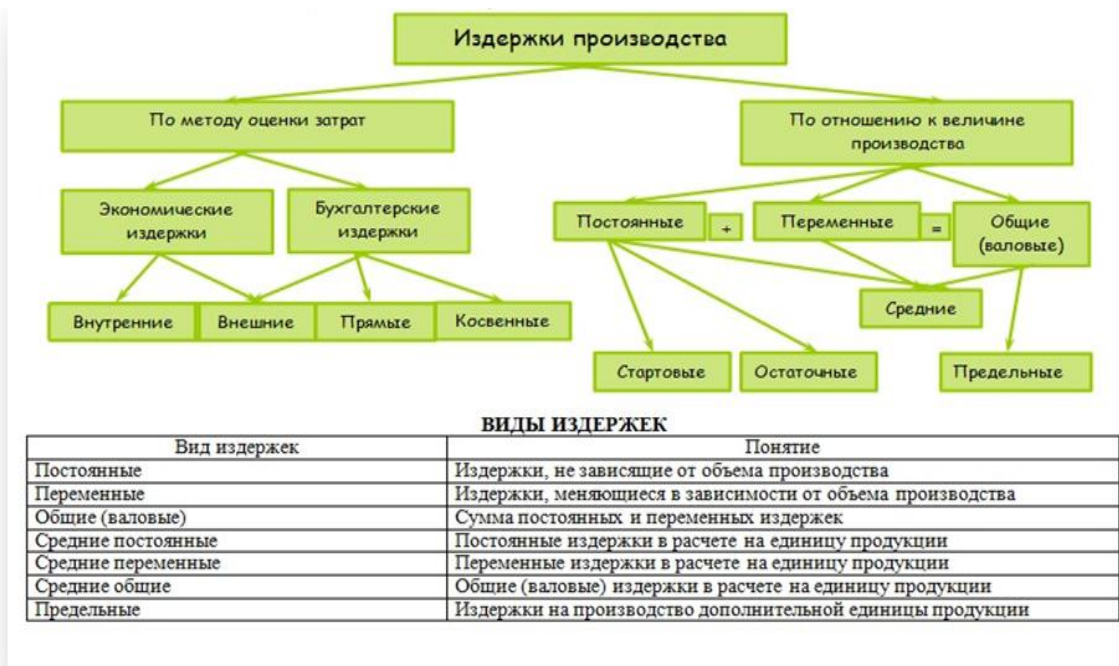 Издержки производства
По методу оценки затрат
По отношению к величине
производства
Экономические
издержки
Бухгалтерские
издержки
Постоянные
+
Переменные
=
Общие
(валовые)
Внутренние
Внешние
Прямые
Косвенные
Средние
Стартовые
Остаточные
Предельные
ВИДЫ ИЗДЕРЖЕК
Вид издержек Понятие
Постоянные Издержки, не зависящие от объема производства
Переменные Издержки, меняющиеся в зависимости от объема производства
Общие (валовые) Сумма постоянных и переменных издержек
Средние постоянные Постоянные издержки в расчете на единицу продукции
Средние переменные Переменные издержки в расчете на единицу продукции
Средние общие Общие (валовые) издержки в расчете на единицу продукции
Предельные Издержки на производство дополнительной единицы продукции